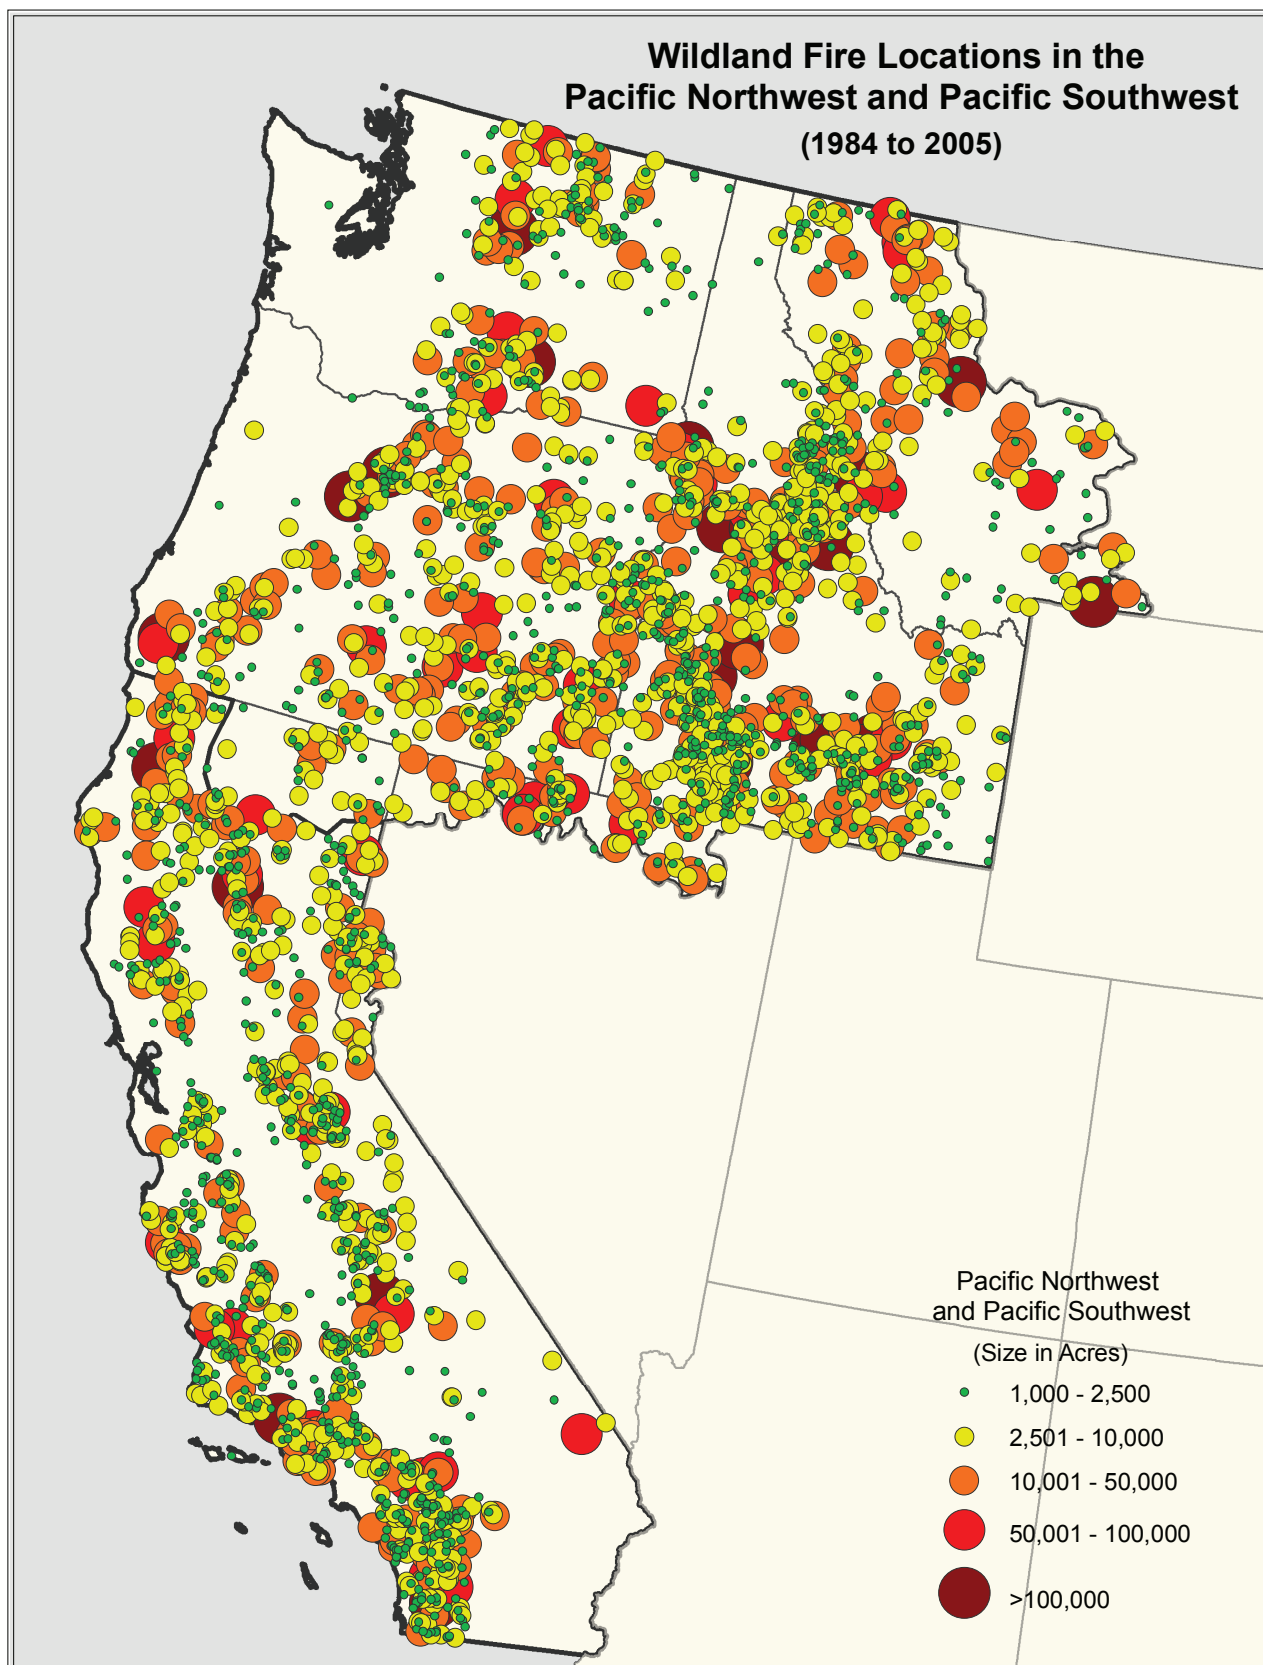 Wildland Fire Locations in the
Pacific Northwest and Pacific Southwest
(1984 to 2005)
Pacific Northwest
and Pacific Southwest
(Size in Acres)
1,000 - 2,500
2,501 - 10,000
10,001 - 50,000
50,001 - 100,000
>100,000